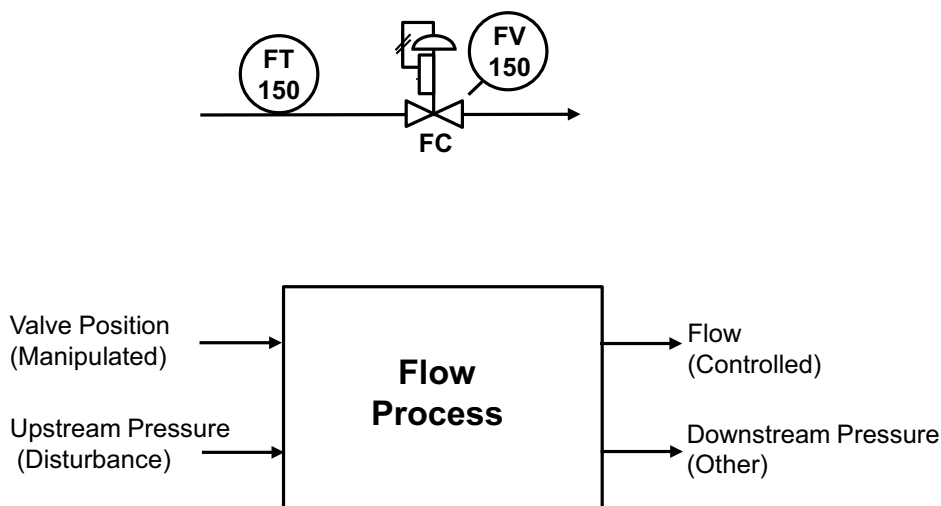 FT
150
FV
150
FC
Valve Position
(Manipulated)
Upstream Pressure
(Disturbance)
Flow
Process
Flow
(Controlled)
Downstream Pressure
(Other)